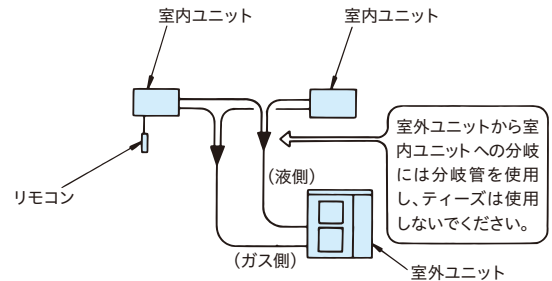 室内ユニット
室内ユニット
室外ユニットから室
内ユニットへの分岐
には分岐管を使用
し、ティーズは使用
しないでください。
リモコン
(液側)
(ガス側)
室外ユニット